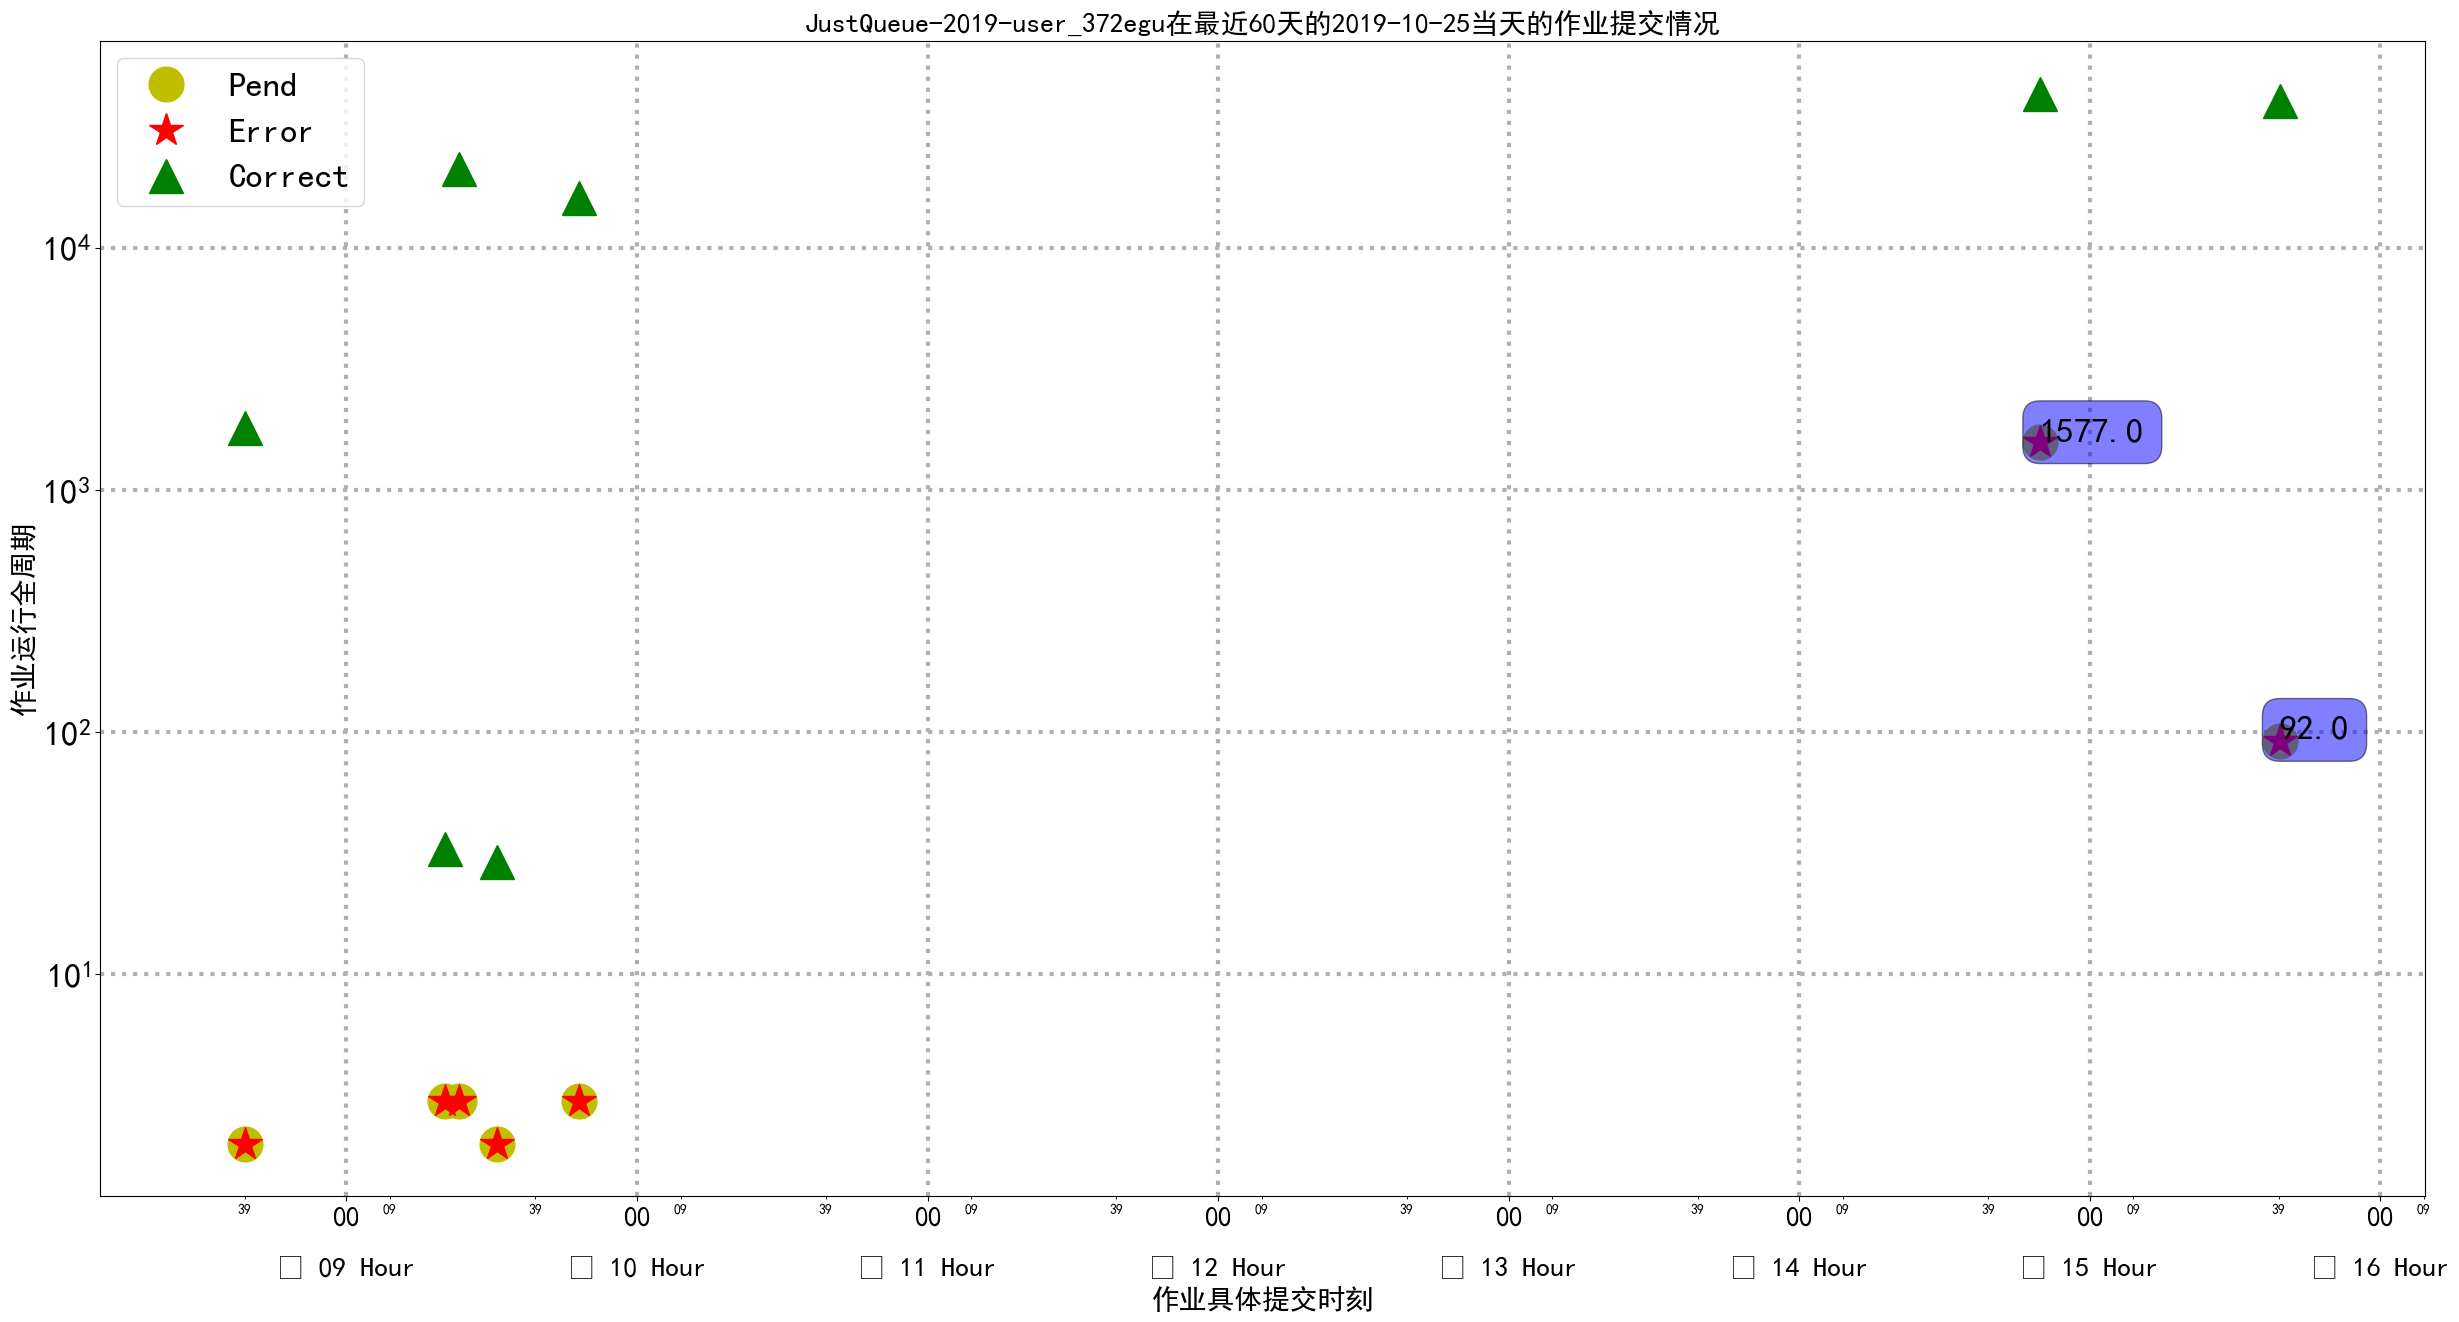 JustQueue-2019-user_372egu在最近60天的2019-10-25当天的作业提交情况
Pend
Error
Correct
10⁴
10³
10²
10¹
作业运行全周期
1577.0
92.0
39 00 09 39 00 09 39 00 09 39 00 09 39 00 09 39 00 09 39 00 09 39 00 09
□ 09 Hour □ 10 Hour □ 11 Hour □ 12 Hour □ 13 Hour □ 14 Hour □ 15 Hour □ 16 Hour
作业具体提交时刻